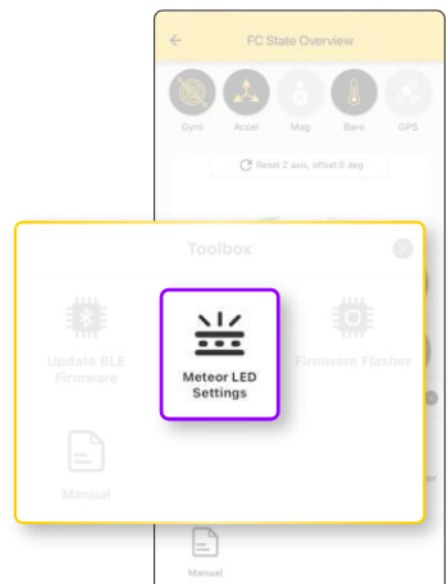 FC State Overview
Gyro Accel Mag Baro GPS
Reset Z axis, offset:0 deg
Toolbox
Update BLE
Firmware
Meteor LED
Settings
Firmware Flasher
Manual
Manual